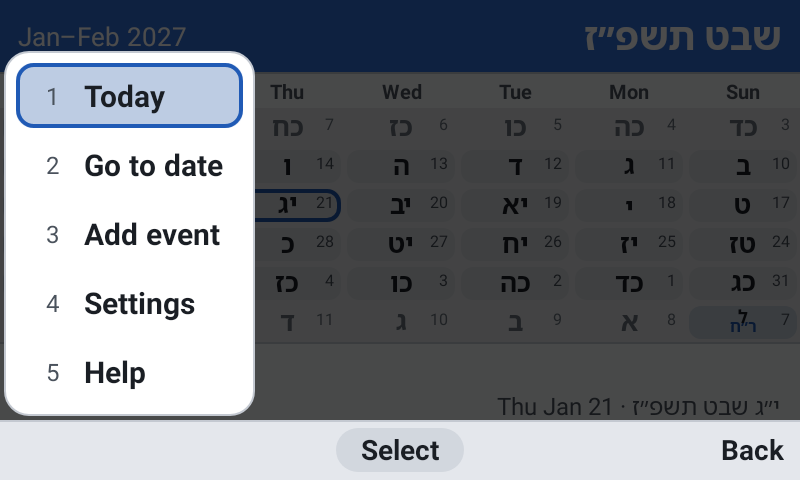 שבט תשפ״ז
Jan–Feb 2027
Sun Mon Tue Wed Thu
3 כד 4 כה 5 כו 6 כז 7 כח
10 ב 11 ג 12 ד 13 ה 14 ו
17 ט 18 י 19 יא 20 יב 21 יג
24 טז 25 יז 26 יח 27 יט 28 כ
31 כג 1 כד 2 כה 3 כו 4 כז
7 ל ר״ח 8 א 9 ב 10 ג 11 ד
Thu Jan 21 · י״ג שבט תשפ״ז
1 Today
2 Go to date
3 Add event
4 Settings
5 Help
Select
Back